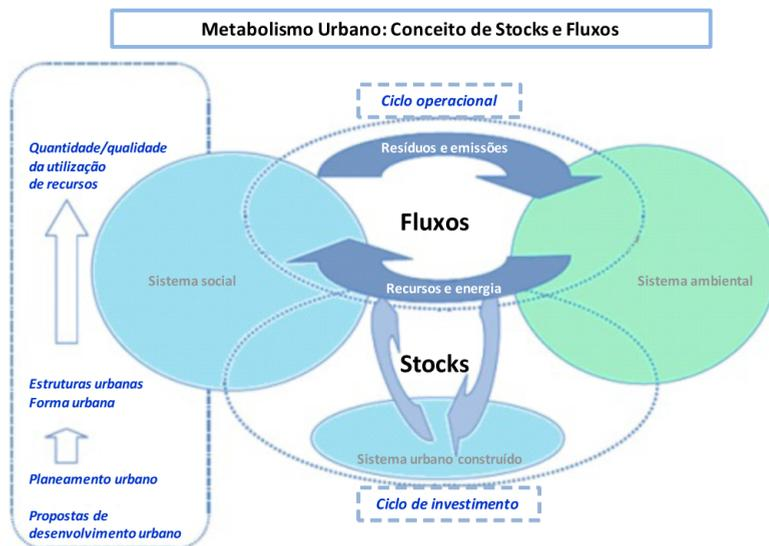 Metabolismo Urbano: Conceito de Stocks e Fluxos
Ciclo operacional
Quantidade/qualidade
da utilização
de recursos
Resíduos e emissões
Fluxos
Sistema social
Sistema ambiental
Recursos e energia
Stocks
Estruturas urbanas
Forma urbana
Sistema urbano construído
Planeamento urbano
Ciclo de investimento
Propostas de
desenvolvimento urbano